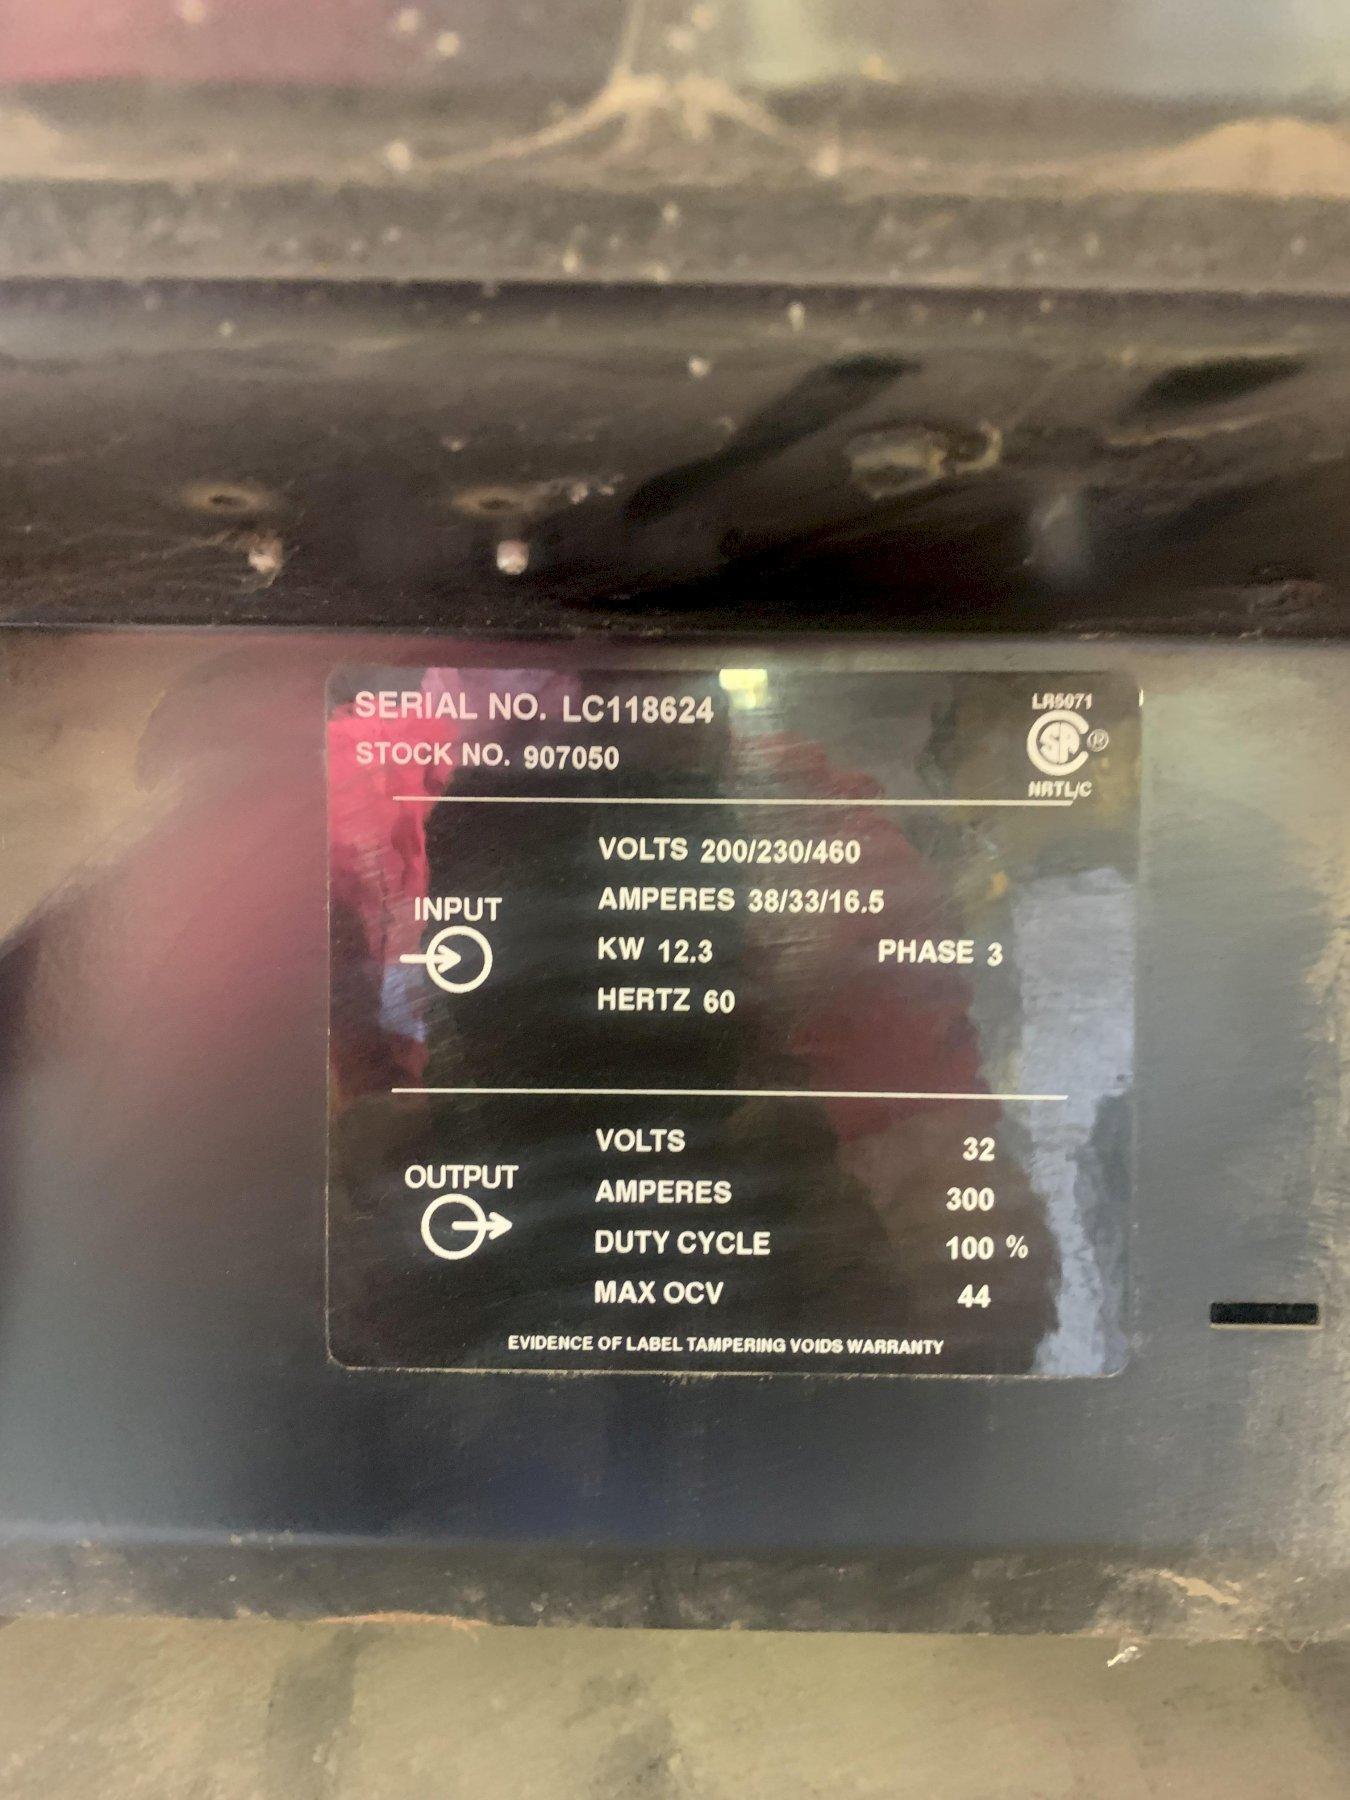 SERIAL NO. LC118624
STOCK NO. 907050
LR5071
SA ®
NRTL/C
INPUT
VOLTS 200/230/460
AMPERES 38/33/16.5
KW 12.3 PHASE 3
HERTZ 60
OUTPUT
VOLTS 32
AMPERES 300
DUTY CYCLE 100 %
MAX OCV 44
EVIDENCE OF LABEL TAMPERING VOIDS WARRANTY